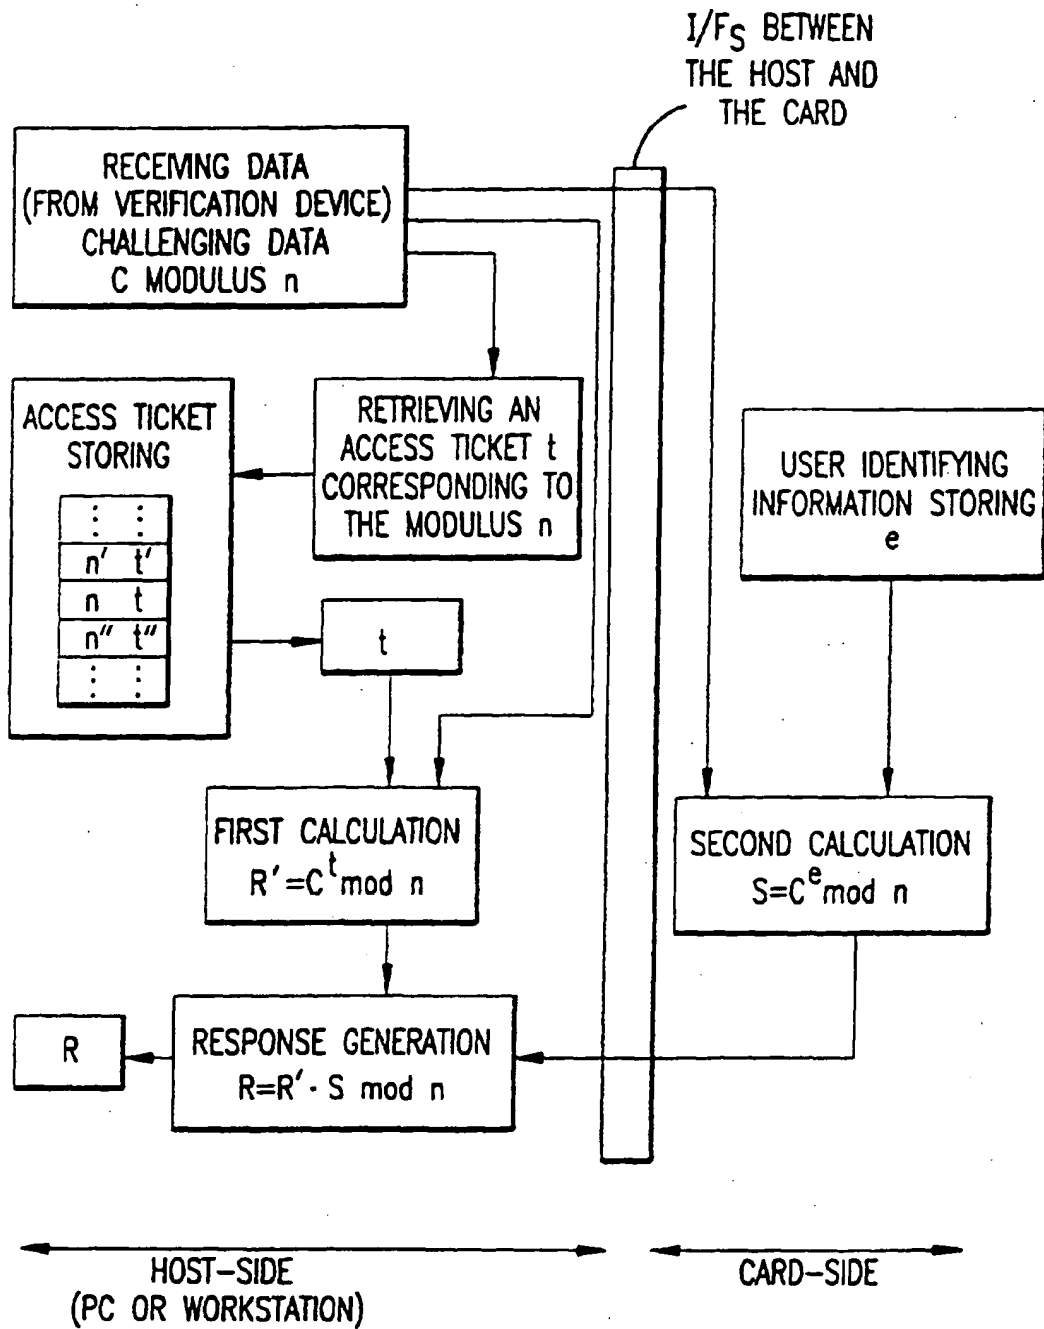 I/FS BETWEEN
THE HOST AND
THE CARD
RECEIVING DATA
(FROM VERIFICATION DEVICE)
CHALLENGING DATA
C MODULUS n
ACCESS TICKET
STORING
⋮ ⋮
n' t'
n t
n" t"
⋮ ⋮
RETRIEVING AN
ACCESS TICKET t
CORRESPONDING TO
THE MODULUS n
USER IDENTIFYING
INFORMATION STORING
e
t
FIRST CALCULATION
R'=C^t mod n
SECOND CALCULATION
S=C^e mod n
R
RESPONSE GENERATION
R=R' · S mod n
HOST-SIDE
(PC OR WORKSTATION)
CARD-SIDE